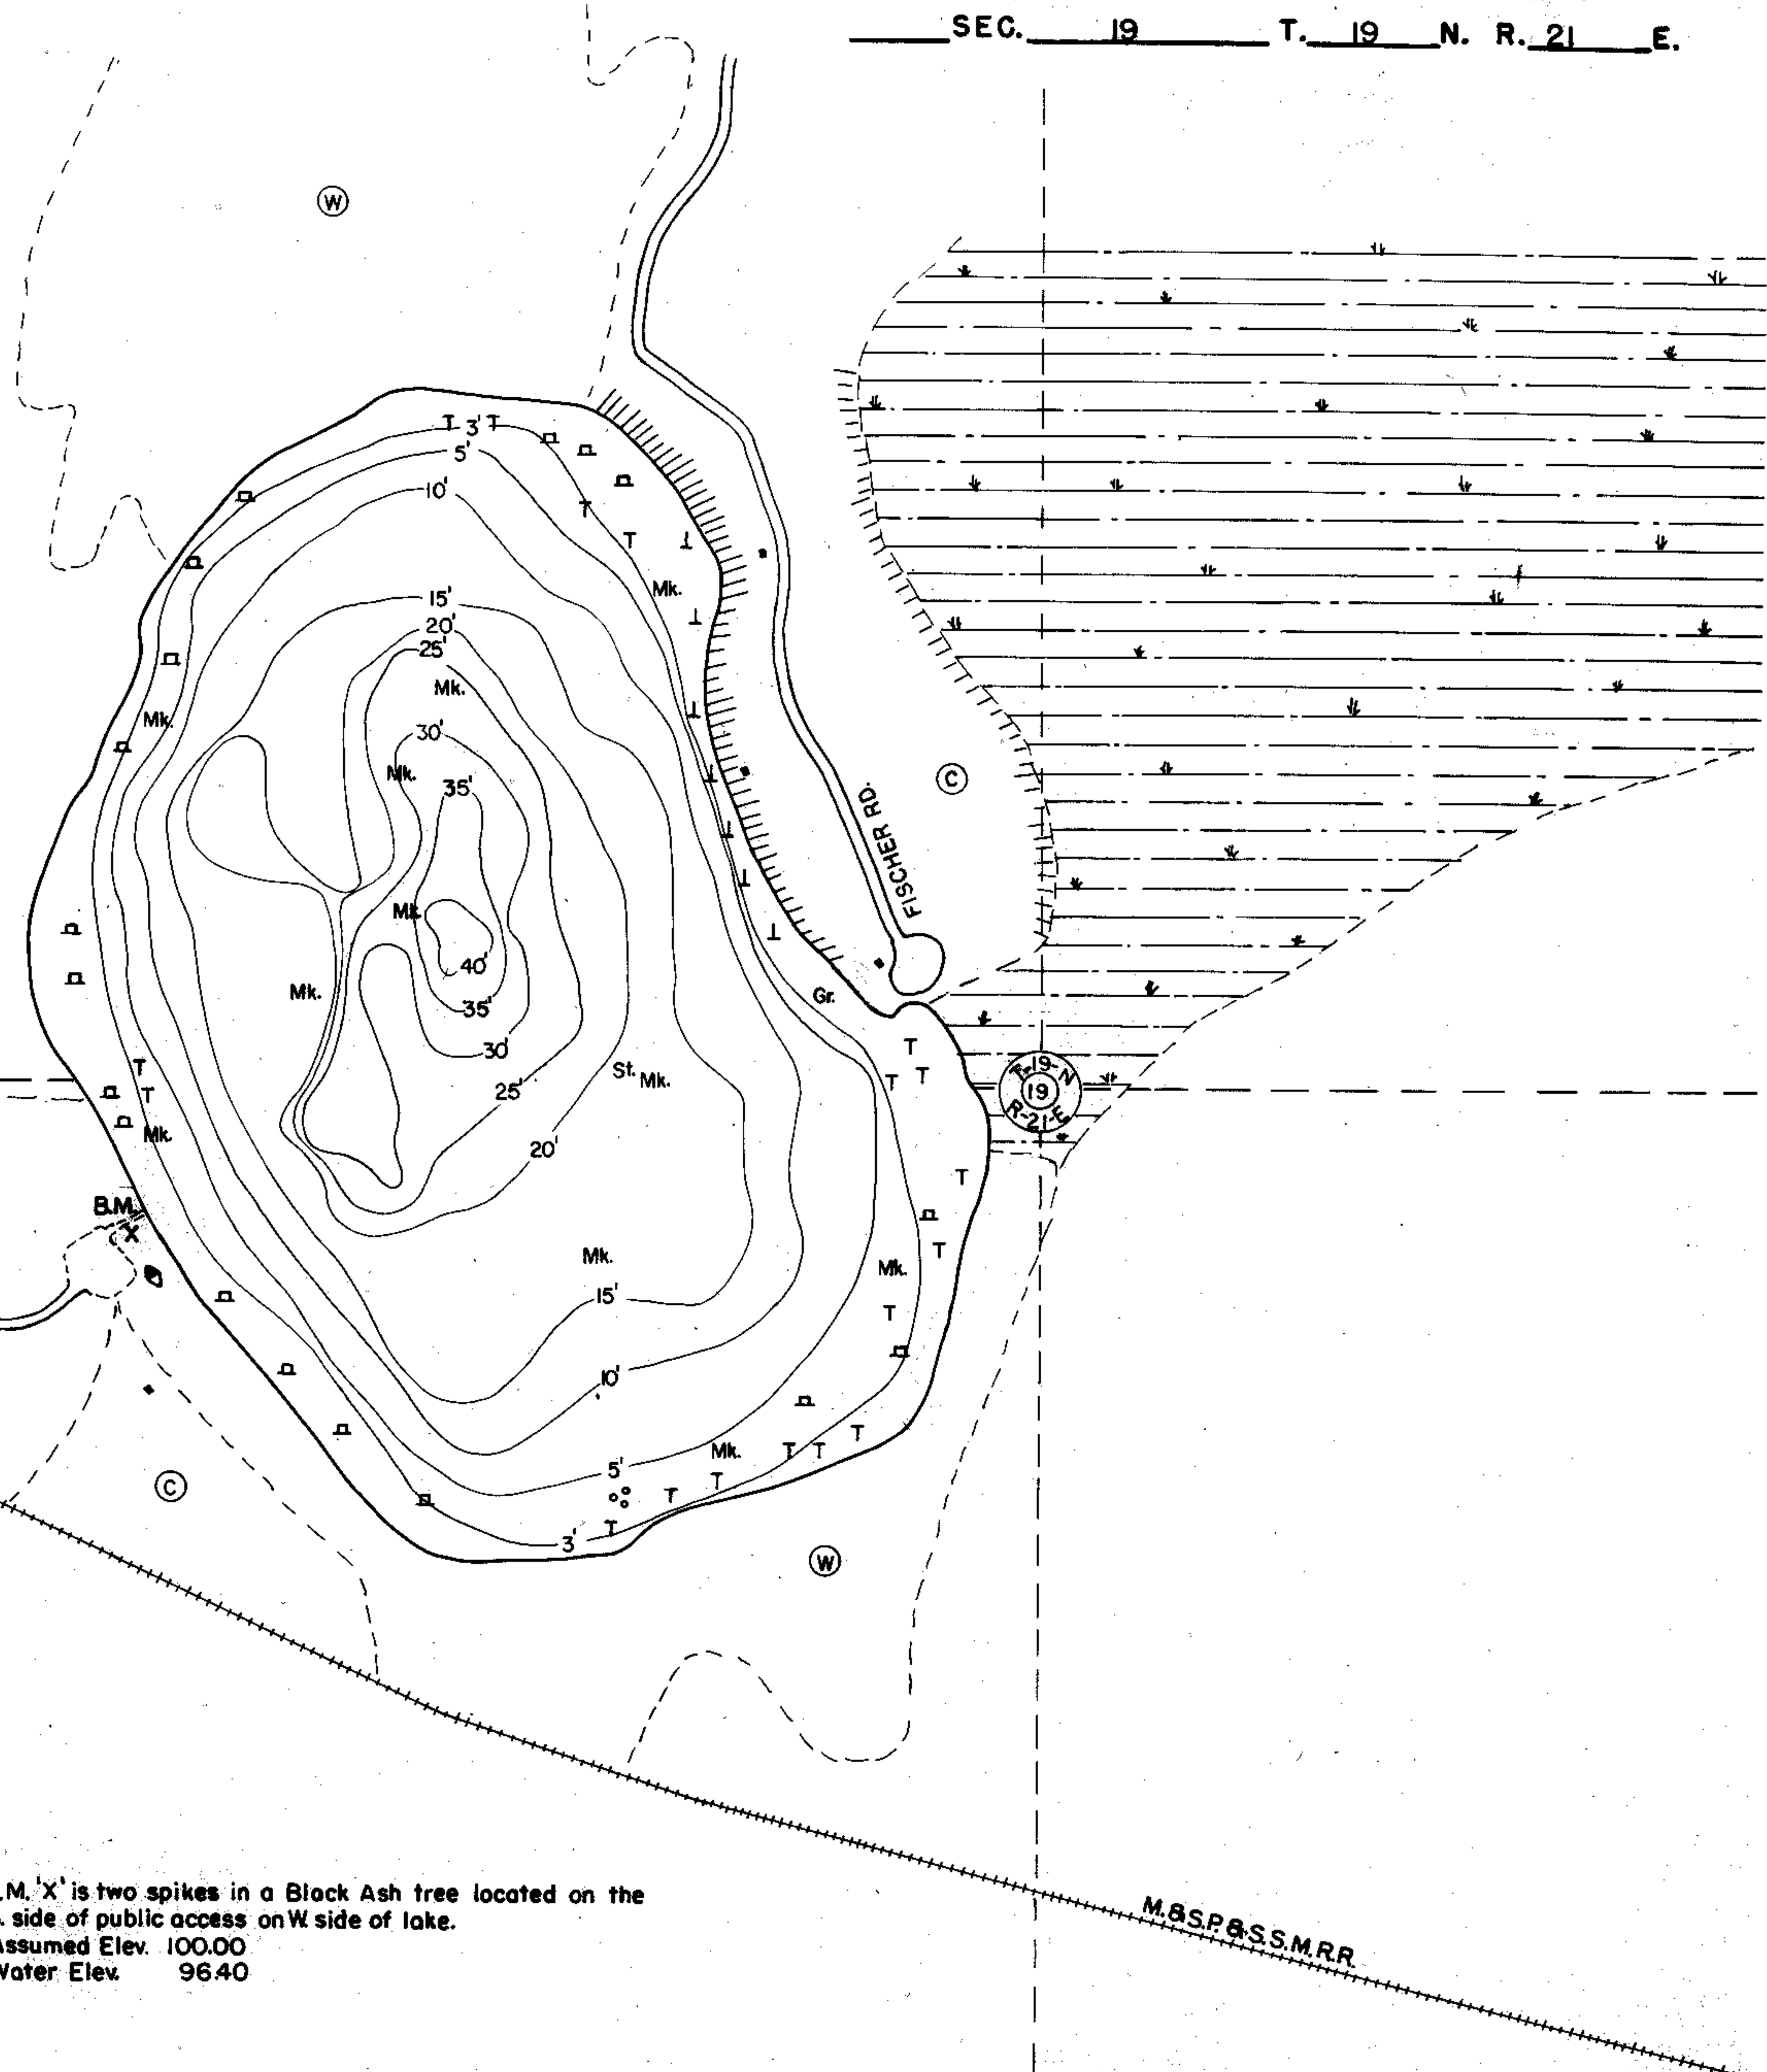 SEC. 19 T. 19 N. R. 21 E.
W
T 3' T
5'
10'
T
T
Mk.
15'
20'
25'
Mk.
Mk.
30'
Mk.
35'
FISCHER RD.
C
Mk.
40'
Mk.
35'
Gr.
30'
T
T
T T
T
St. Mk.
25'
T-19-N
19
R-21-E
Mk.
20'
T
B.M.
X
T
Mk.
Mk.
15'
T
10'
T
Mk.
T T
5'
T
T
C
T
3'
W
.M. 'X' is two spikes in a Black Ash tree located on the
. side of public access on W. side of lake.
Assumed Elev. 100.00
Water Elev. 96.40
M.&S.P.&S.S.M.R.R.